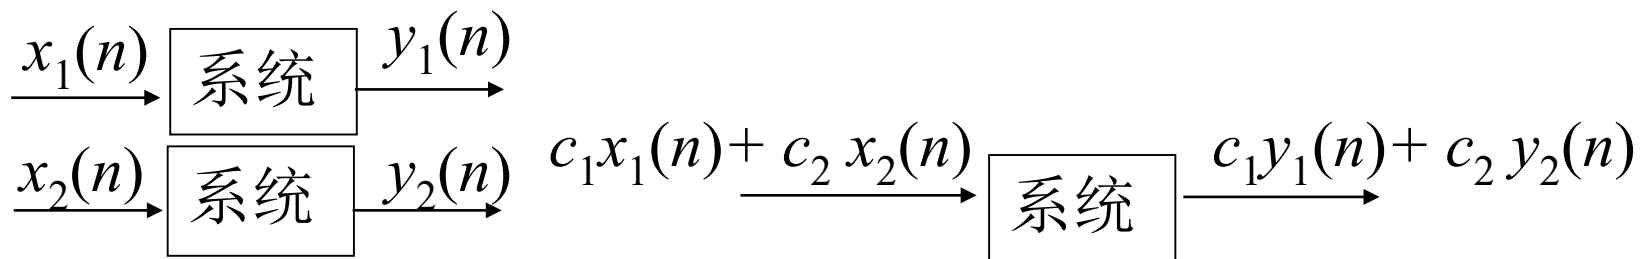 x₁(n) 系统 y₁(n)
x₂(n) 系统 y₂(n)
c₁x₁(n)+ c₂ x₂(n) 系统 c₁y₁(n)+ c₂ y₂(n)